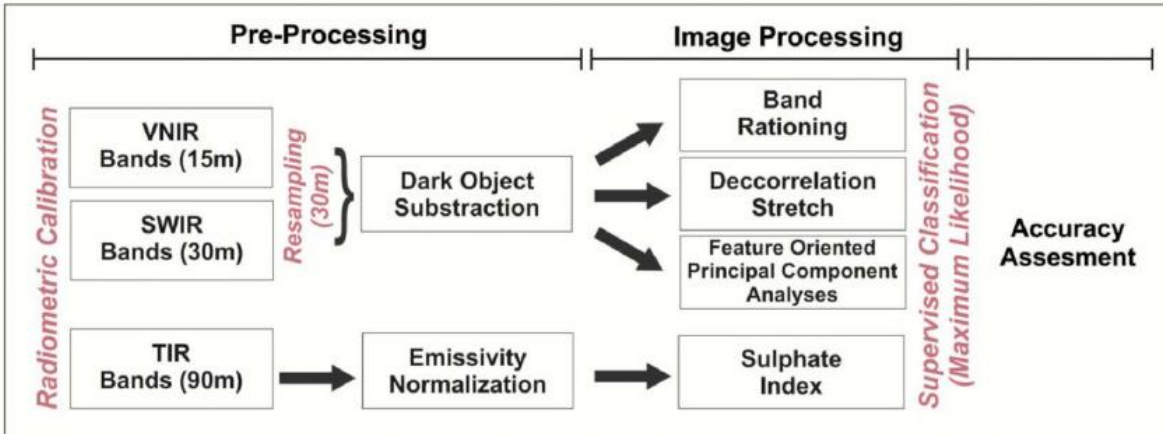 Pre-Processing
Image Processing
Radiometric Calibration
VNIR
Bands (15m)
SWIR
Bands (30m)
Resampling
(30m)
Dark Object
Substraction
Band
Rationing
Deccorrelation
Stretch
Feature Oriented
Principal Component
Analyses
TIR
Bands (90m)
Emissivity
Normalization
Sulphate
Index
Supervised Classification
(Maximum Likelihood)
Accuracy
Assesment